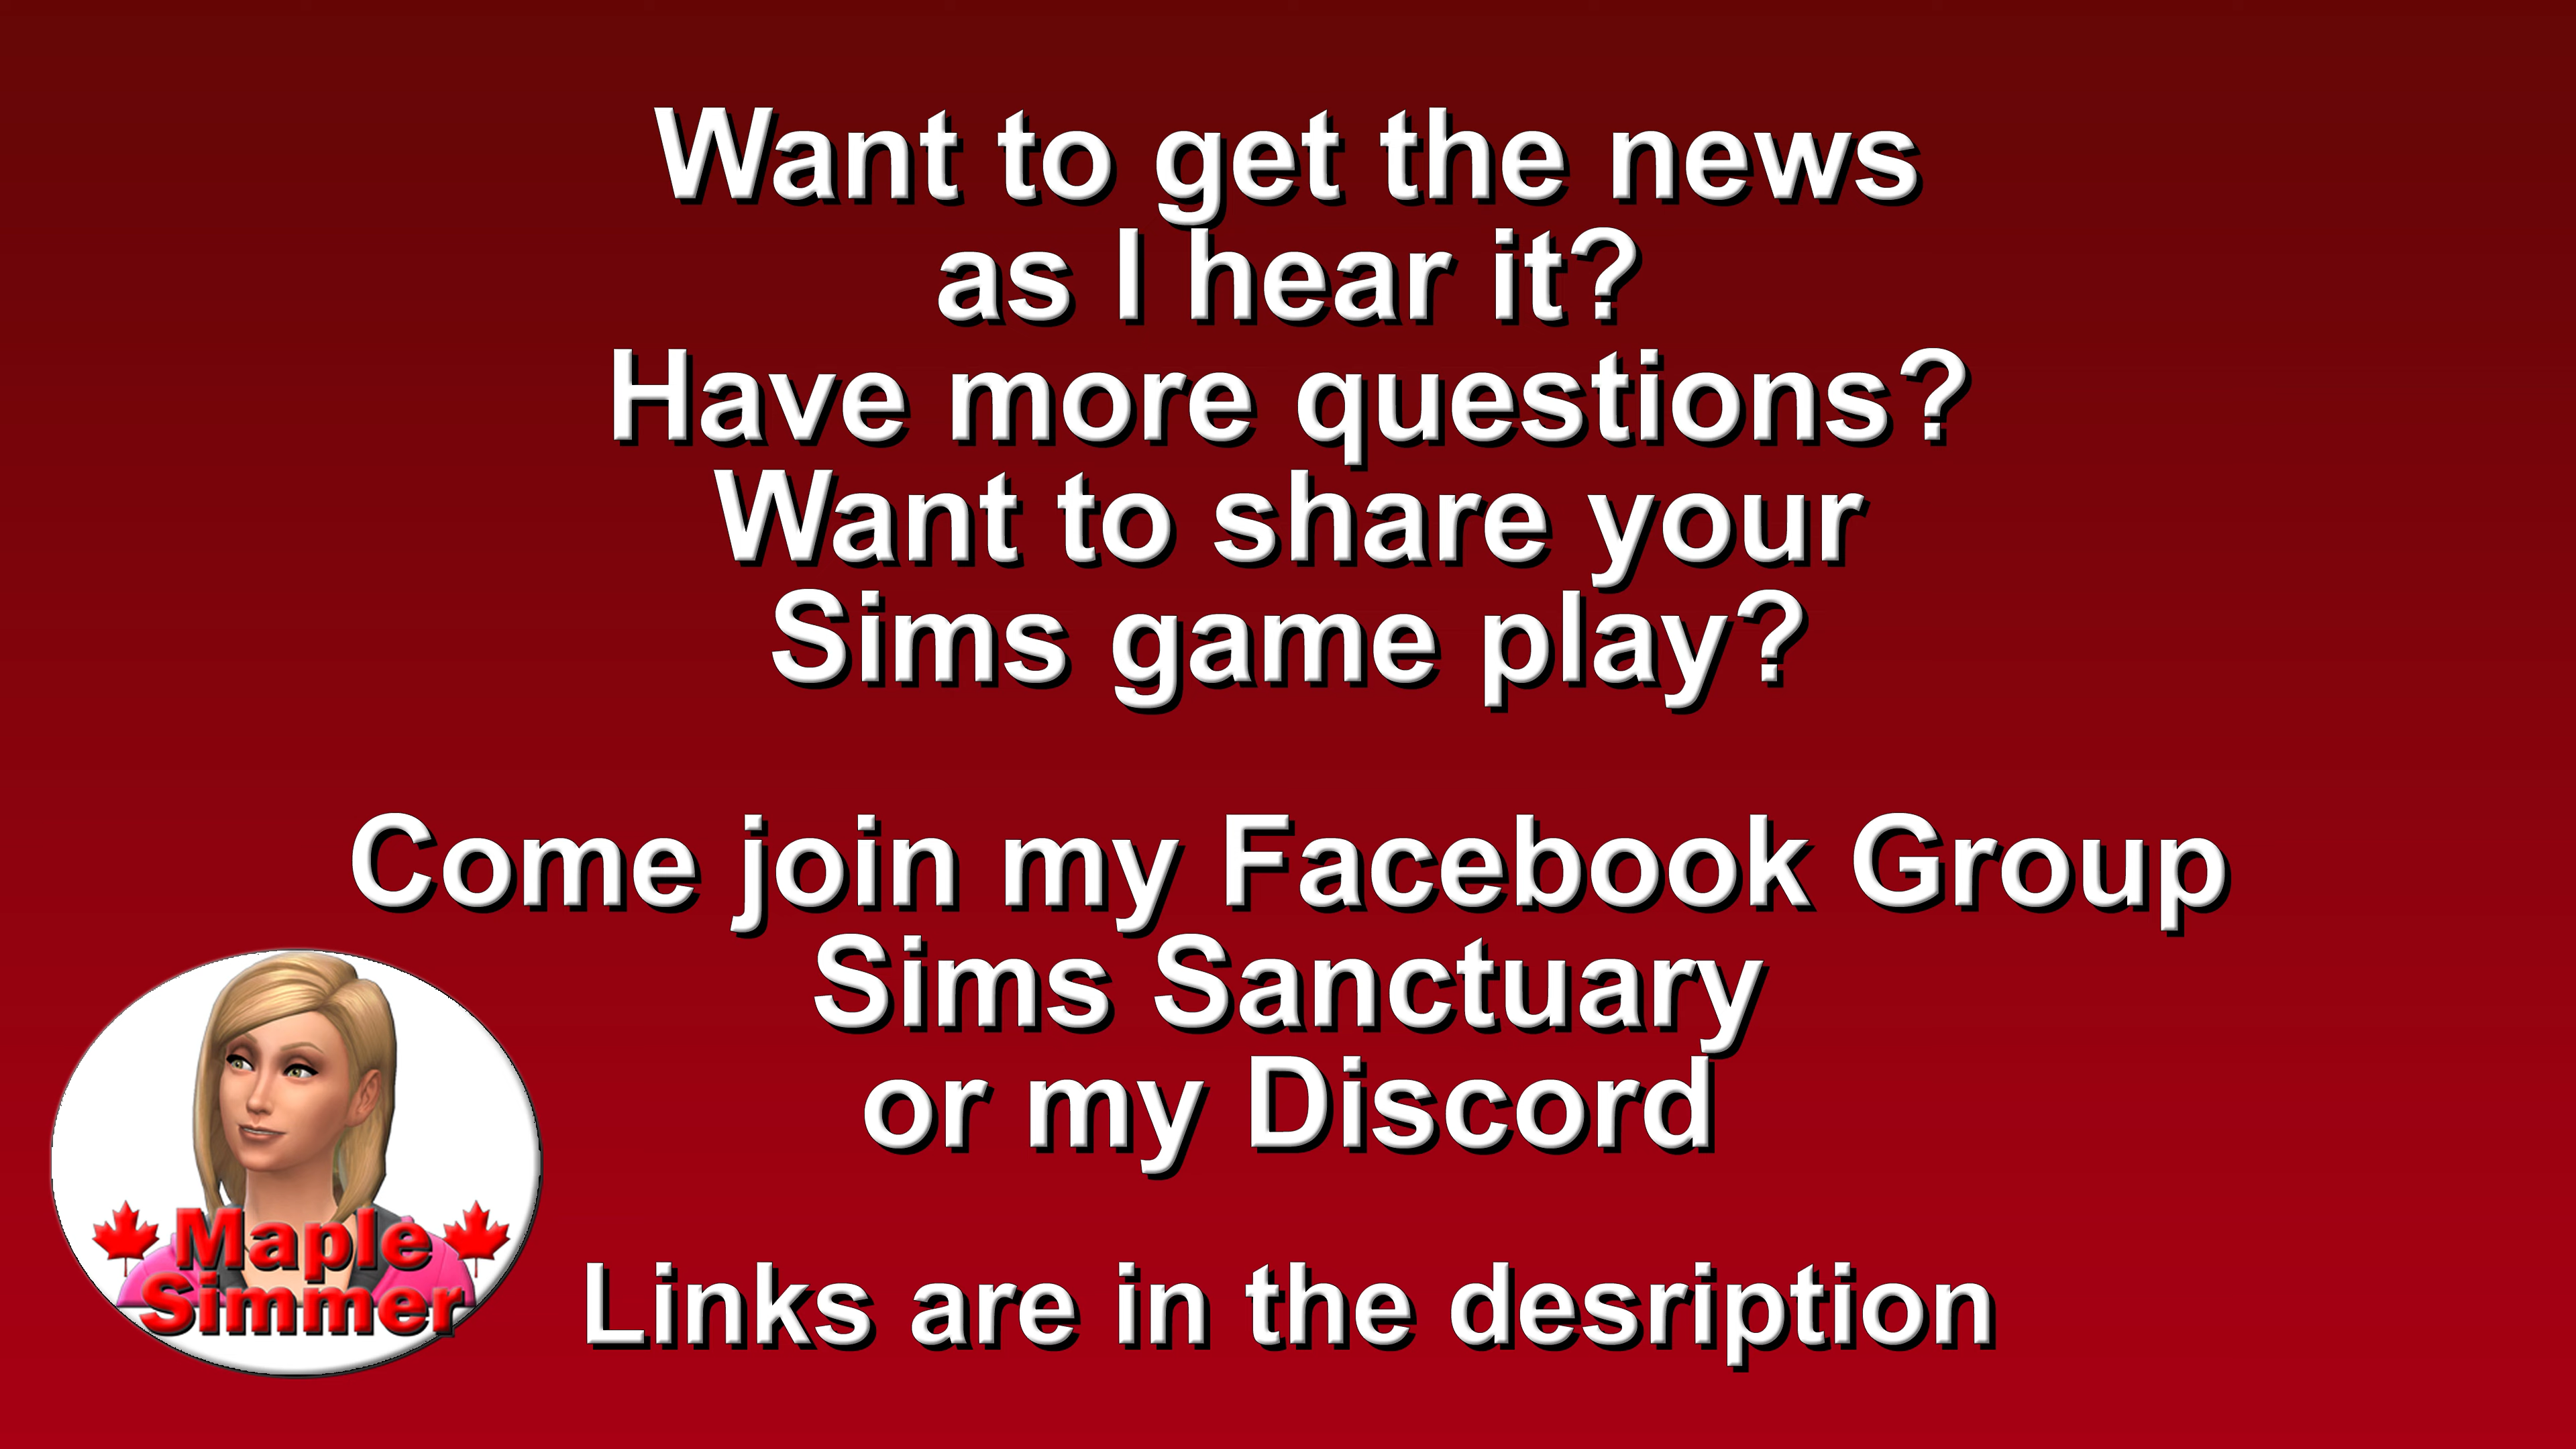 Want to get the news
as I hear it?
Have more questions?
Want to share your
Sims game play?
Come join my Facebook Group
Sims Sanctuary
or my Discord
Maple
Simmer
Links are in the desription